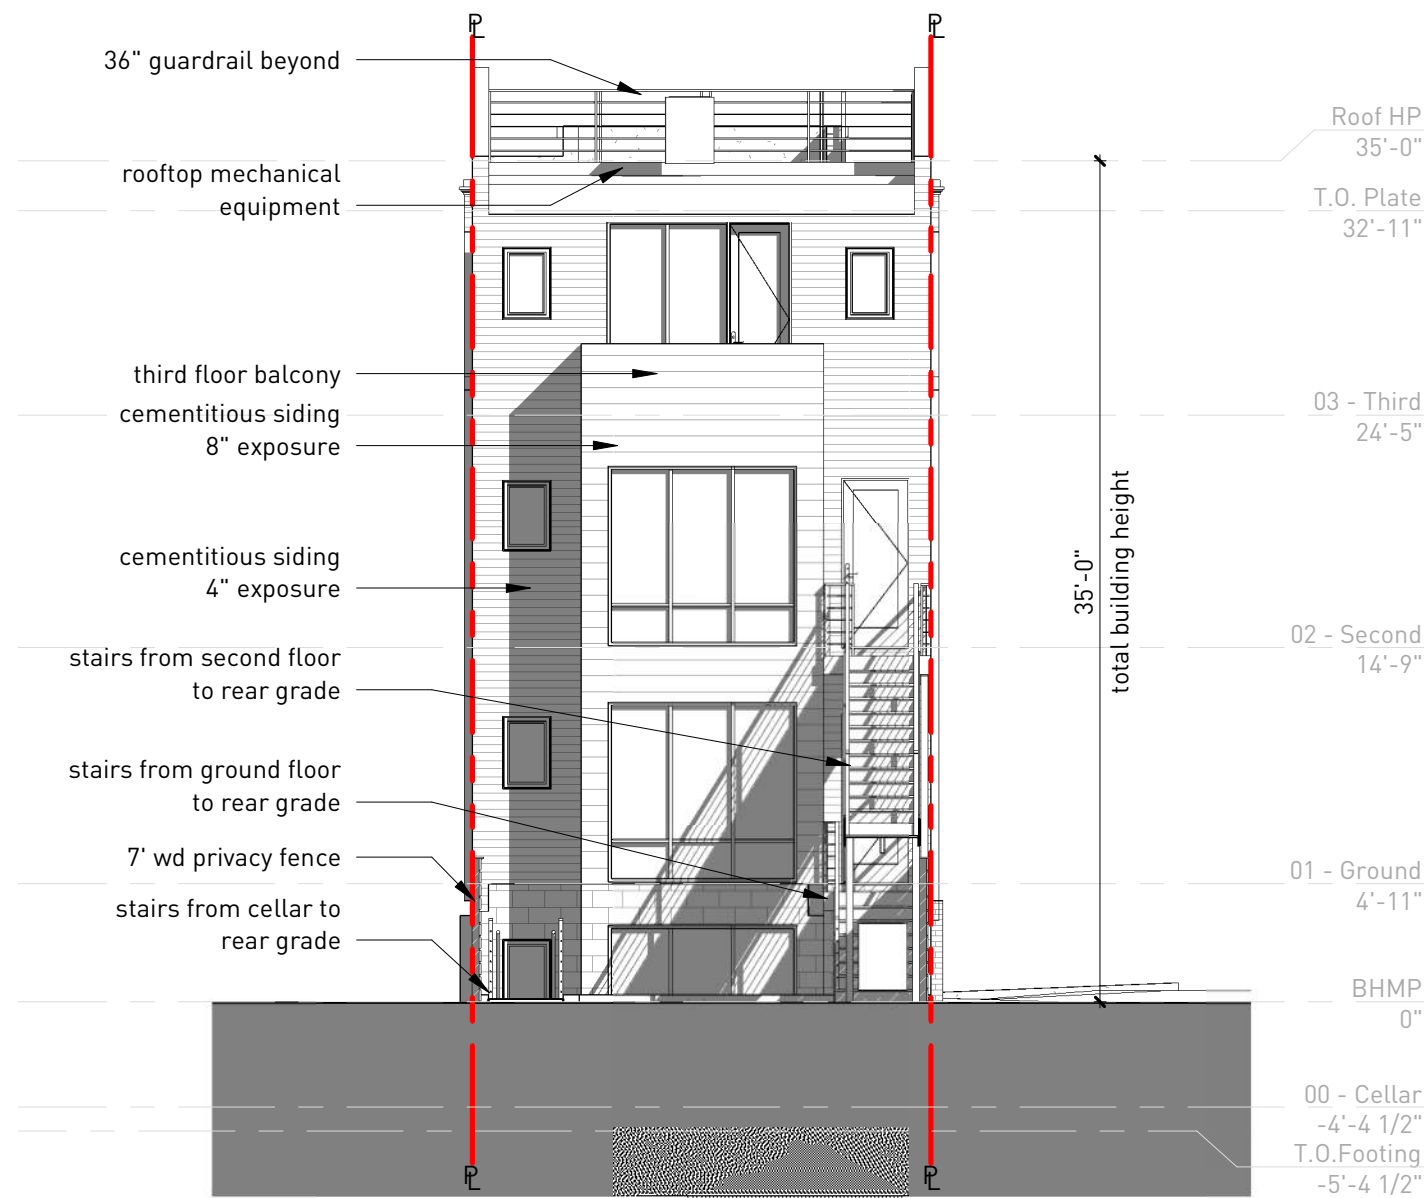 PL
PL
36" guardrail beyond
rooftop mechanical
equipment
third floor balcony
cementitious siding
8" exposure
cementitious siding
4" exposure
stairs from second floor
to rear grade
stairs from ground floor
to rear grade
7' wd privacy fence
stairs from cellar to
rear grade
35'-0"
total building height
Roof HP
35'-0"
T.O. Plate
32'-11"
03 - Third
24'-5"
02 - Second
14'-9"
01 - Ground
4'-11"
BHMP
0"
00 - Cellar
-4'-4 1/2"
T.O.Footing
-5'-4 1/2"
PL
PL